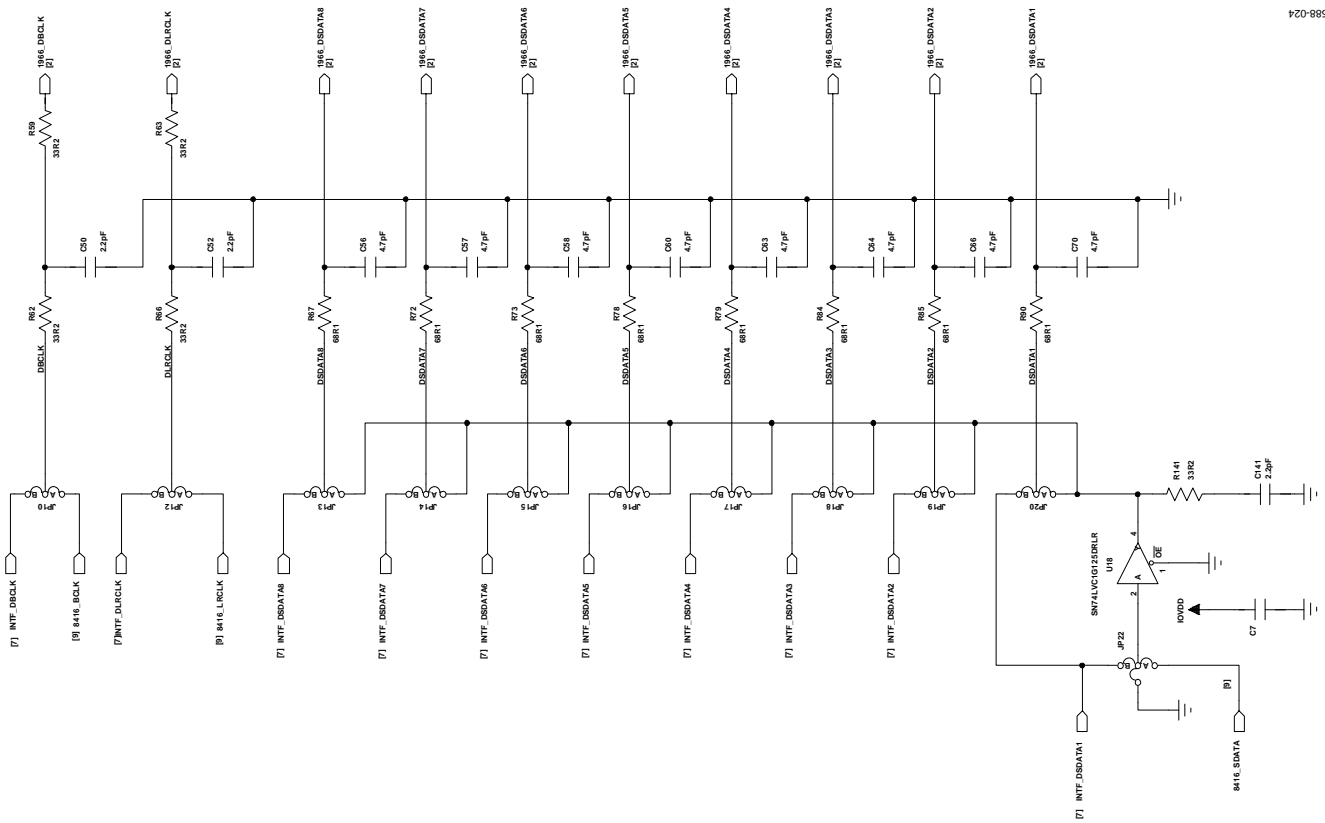 588-024
1966_DBCLK
[2]
R59
33R2
C50
2.2pF
R62
33R2
DBCLK
B
A
JP10
[7] INTF_DBCLK
[9] 8416_BCLK
1966_DLRCLK
[2]
R63
33R2
C52
2.2pF
R66
33R2
DLRCLK
B
A
JP12
[7]INTF_DLRCLK
[9] 8416_LRCLK
1966_DSDATA8
[2]
C56
4.7pF
R67
68R1
DSDATA8
B
A
JP13
[7] INTF_DSDATA8
1966_DSDATA7
[2]
C57
4.7pF
R72
68R1
DSDATA7
B
A
JP14
[7] INTF_DSDATA7
1966_DSDATA6
[2]
C58
4.7pF
R73
68R1
DSDATA6
B
A
JP15
[7] INTF_DSDATA6
1966_DSDATA5
[2]
C60
4.7pF
R78
68R1
DSDATA5
B
A
JP16
[7] INTF_DSDATA5
1966_DSDATA4
[2]
C63
4.7pF
R79
68R1
DSDATA4
B
A
JP17
[7] INTF_DSDATA4
1966_DSDATA3
[2]
C64
4.7pF
R84
68R1
DSDATA3
B
A
JP18
[7] INTF_DSDATA3
1966_DSDATA2
[2]
C66
4.7pF
R85
68R1
DSDATA2
B
A
JP19
[7] INTF_DSDATA2
1966_DSDATA1
[2]
C70
4.7pF
R90
68R1
DSDATA1
B
A
JP20
R141
33R2
C141
2.2pF
SN74LVC1G125DRLR
U18
4
A
2
OE
1
IOVDD
C7
JP22
B
A
[7] INTF_DSDATA1
[9]
8416_SDATA